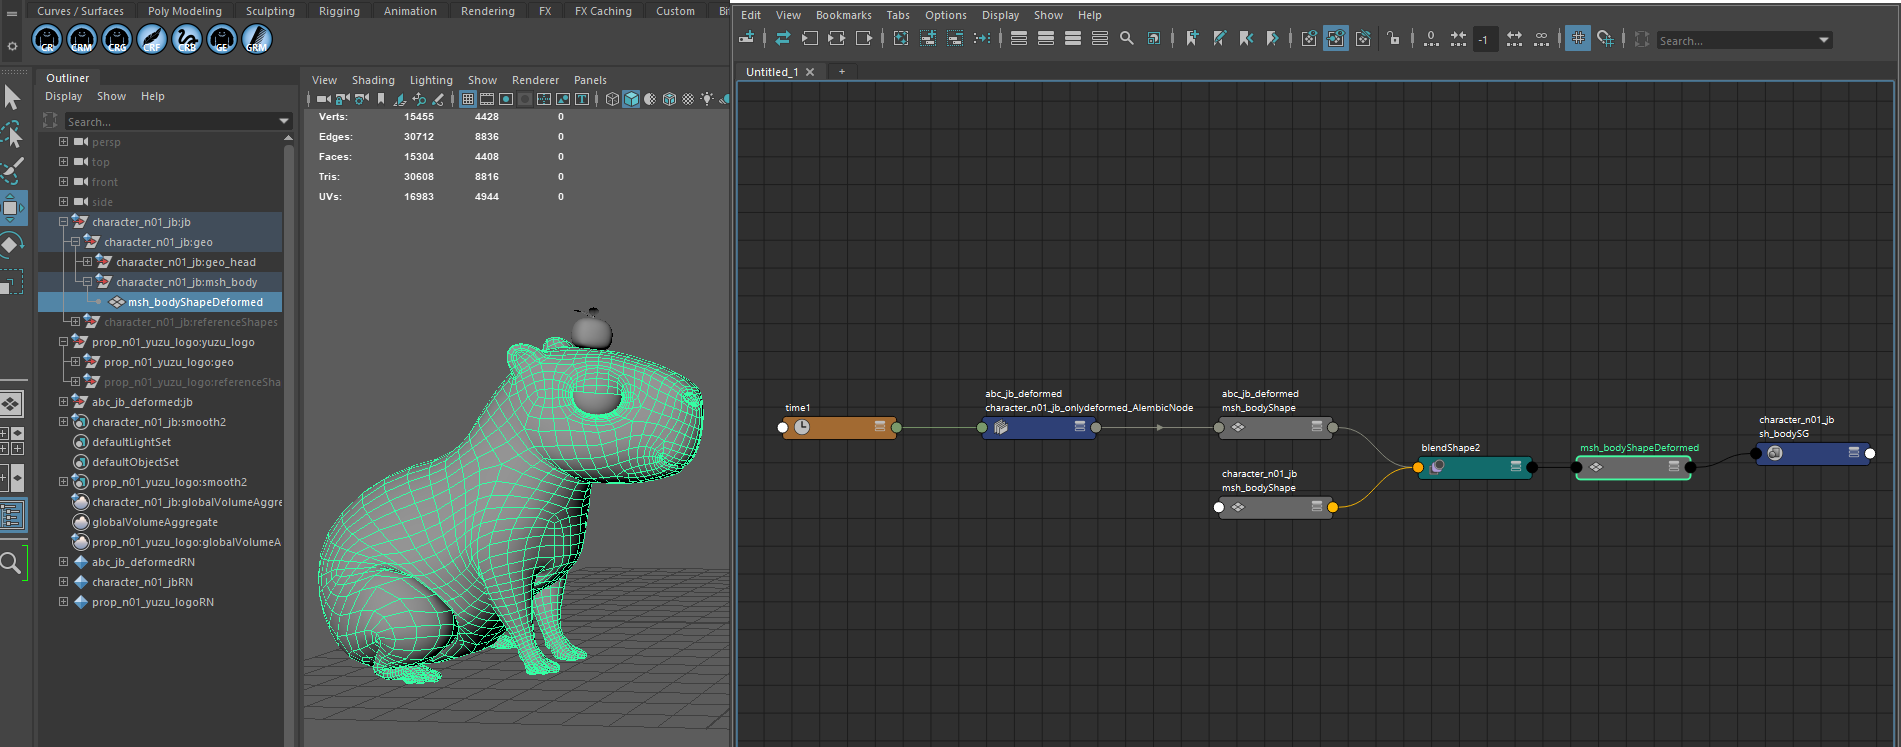 Curves / Surfaces Poly Modeling Sculpting Rigging Animation Rendering FX FX Caching Custom
GR CRM CRG CRF CRB GF GRM
Outliner
Display Show Help
Search...
persp
top
front
side
character_n01_jb:jb
character_n01_jb:geo
character_n01_jb:geo_head
character_n01_jb:msh_body
msh_bodyShapeDeformed
character_n01_jb:referenceShapes
prop_n01_yuzu_logo:yuzu_logo
prop_n01_yuzu_logo:geo
prop_n01_yuzu_logo:referenceSha
abc_jb_deformed:jb
character_n01_jb:smooth2
defaultLightSet
defaultObjectSet
prop_n01_yuzu_logo:smooth2
character_n01_jb:globalVolumeAggre
globalVolumeAggregate
prop_n01_yuzu_logo:globalVolumeA
abc_jb_deformedRN
character_n01_jbRN
prop_n01_yuzu_logoRN
View Shading Lighting Show Renderer Panels
Verts: 15455 4428 0
Edges: 30712 8836 0
Faces: 15304 4408 0
Tris: 30608 8816 0
UVs: 16983 4944 0
Edit View Bookmarks Tabs Options Display Show Help
0 -1 Search...
Untitled_1 +
time1
abc_jb_deformed
character_n01_jb_onlydeformed_AlembicNode
abc_jb_deformed
msh_bodyShape
character_n01_jb
msh_bodyShape
blendShape2
msh_bodyShapeDeformed
character_n01_jb
sh_bodySG